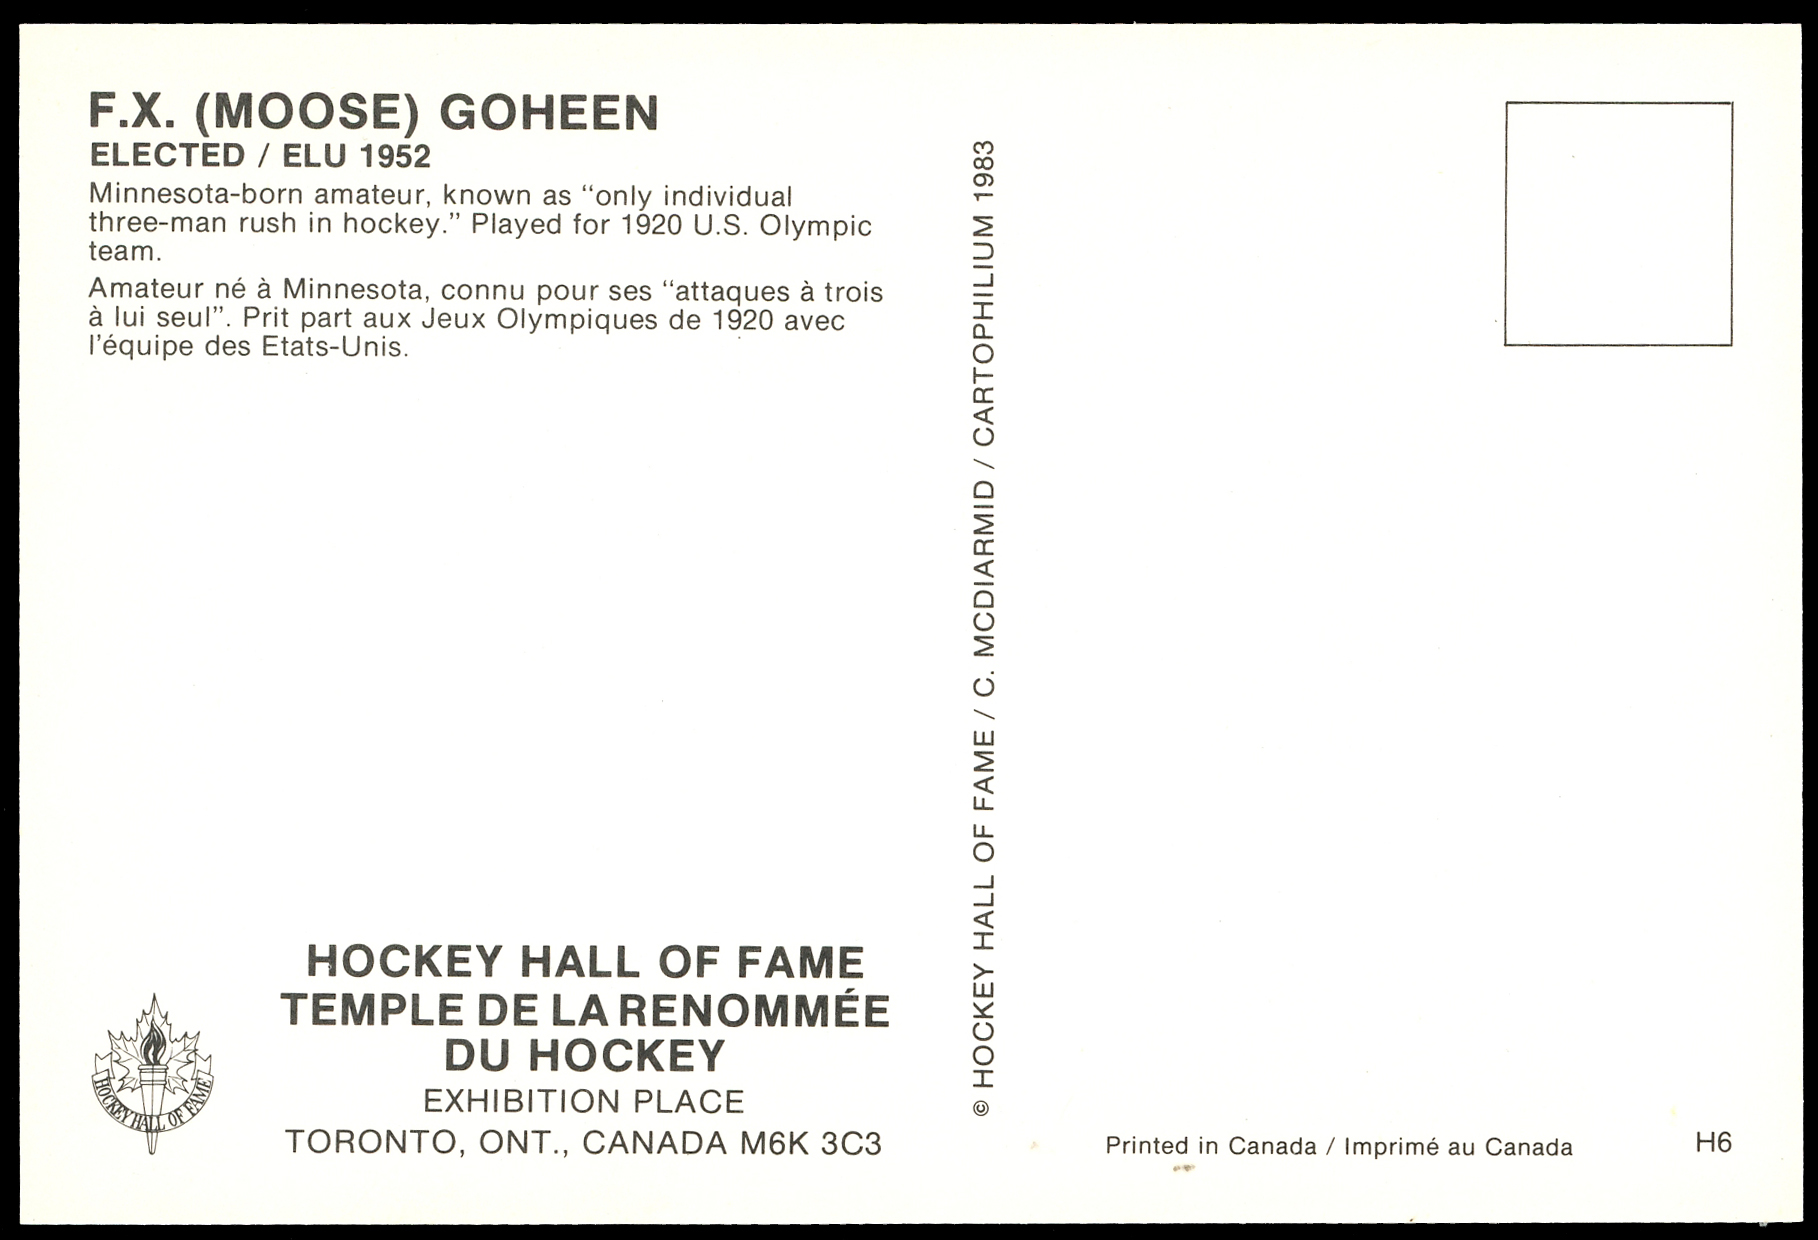 F.X. (MOOSE) GOHEEN
ELECTED / ELU 1952
Minnesota-born amateur, known as “only individual
three-man rush in hockey.” Played for 1920 U.S. Olympic
team.
Amateur né à Minnesota, connu pour ses “attaques à trois
à lui seul”. Prit part aux Jeux Olympiques de 1920 avec
l'équipe des Etats-Unis.
HOCKEY HALL OF FAME
HOCKEY HALL OF FAME
TEMPLE DE LA RENOMMÉE
DU HOCKEY
EXHIBITION PLACE
TORONTO, ONT., CANADA M6K 3C3
© HOCKEY HALL OF FAME / C. MCDIARMID / CARTOPHILIUM 1983
Printed in Canada / Imprimé au Canada
H6